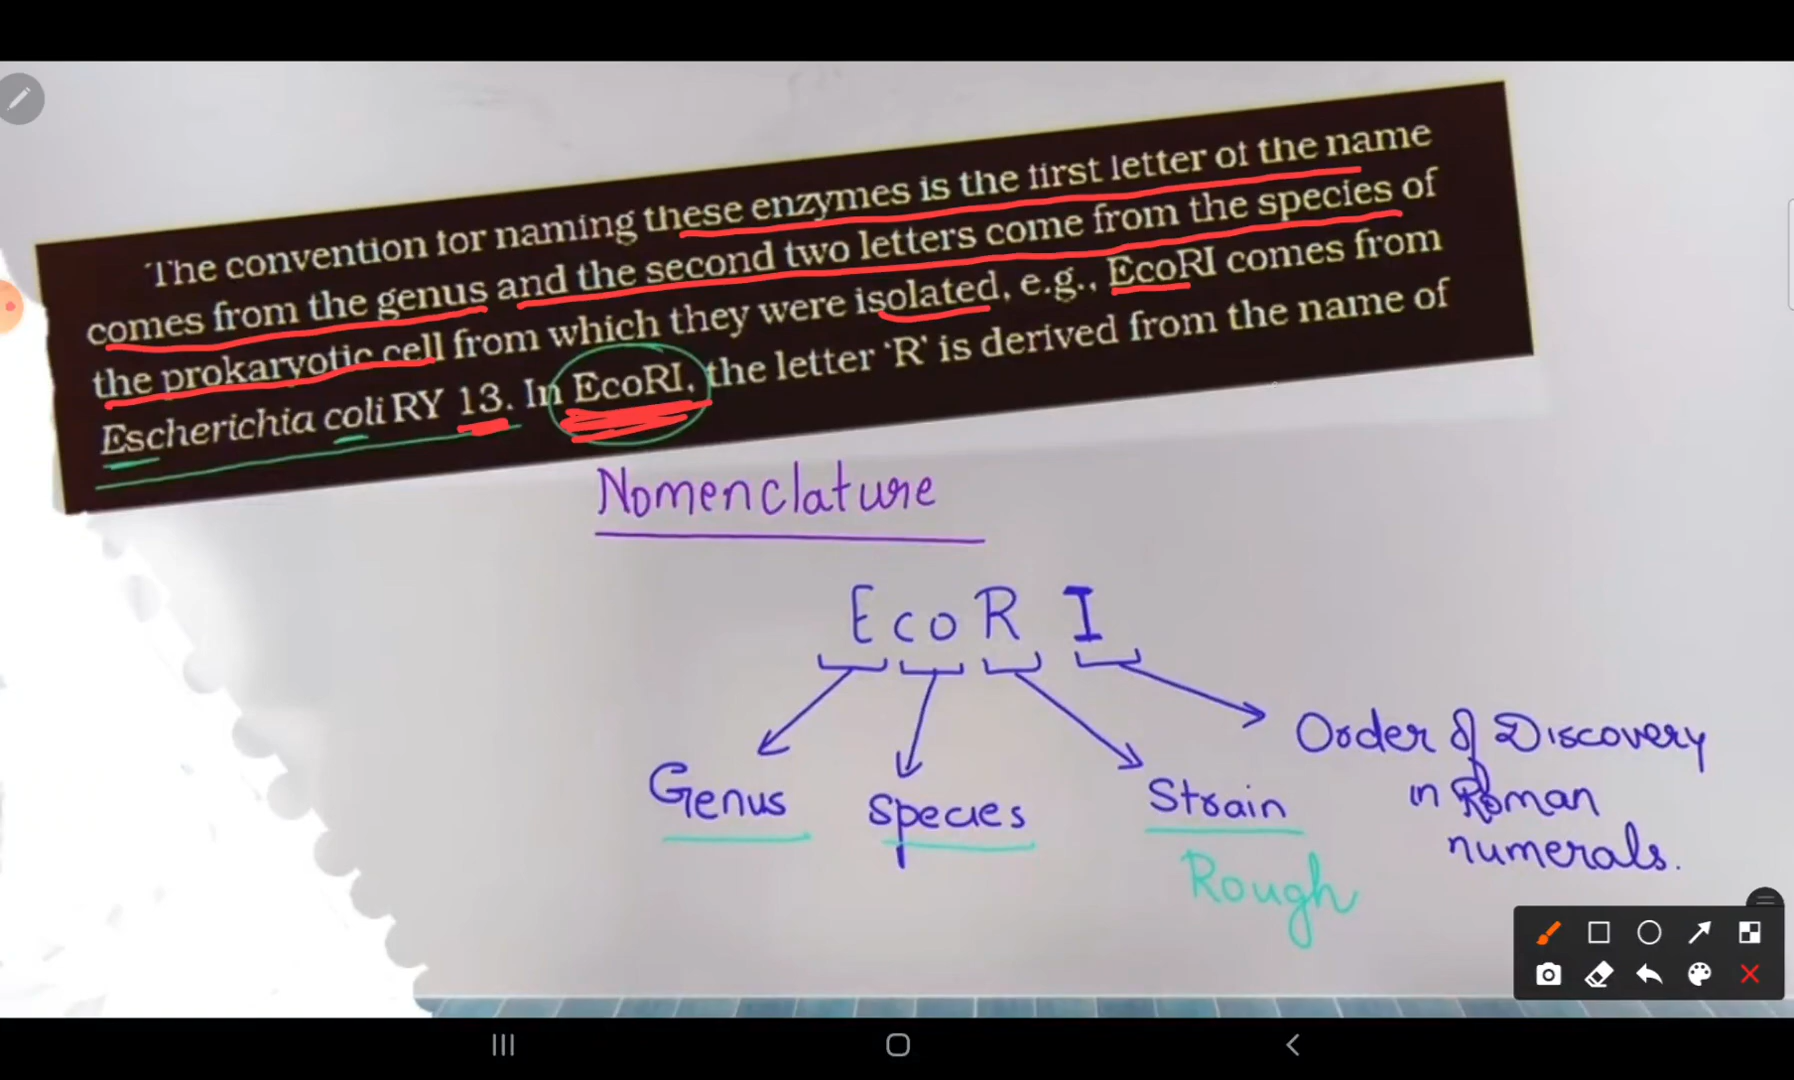 The convention for naming these enzymes is the first letter of the name
comes from the genus and the second two letters come from the species of
the prokaryotic cell from which they were isolated, e.g., EcoRI comes from
Escherichia coli RY 13. In EcoRI, the letter ‘R’ is derived from the name of
Nomenclature
EcoR I
Genus
Species
Strain
Rough
Order of Discovery
in Roman
numerals.